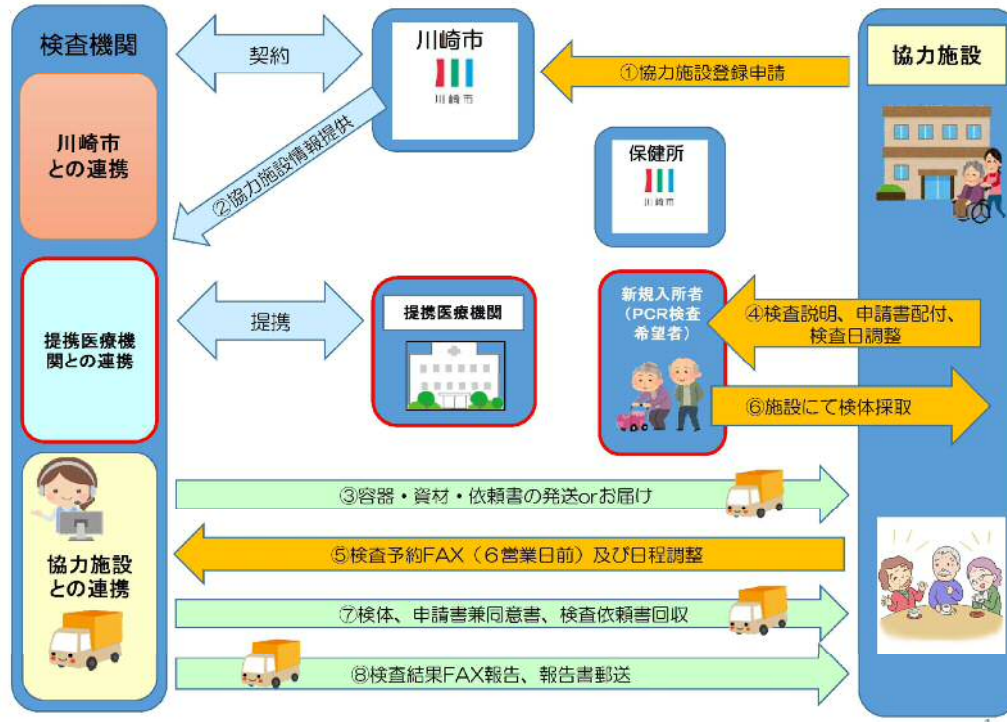 検査機関
川崎市
との連携
提携医療機
関との連携
協力施設
との連携
契約
川崎市
川崎市
①協力施設登録申請
協力施設
②協力施設情報提供
保健所
川崎市
提携
提携医療機関
新規入所者
(PCR検査
希望者)
④検査説明、申請書配付、
検査日調整
⑥施設にて検体採取
③容器・資材・依頼書の発送orお届け
⑤検査予約FAX(6営業日前)及び日程調整
⑦検体、申請書兼同意書、検査依頼書回収
⑧検査結果FAX報告、報告書郵送